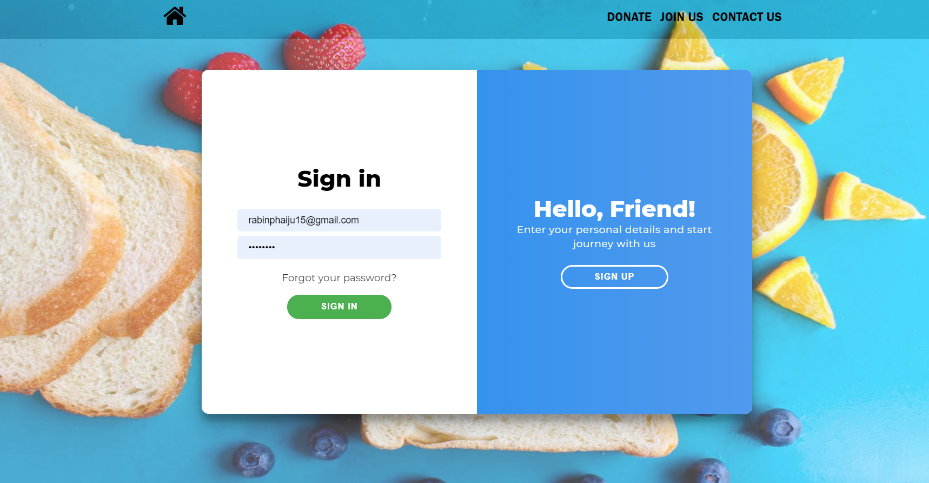 DONATE JOIN US CONTACT US
Sign in
rabinphaiju15@gmail.com
••••••••
Forgot your password?
SIGN IN
Hello, Friend!
Enter your personal details and start
journey with us
SIGN UP